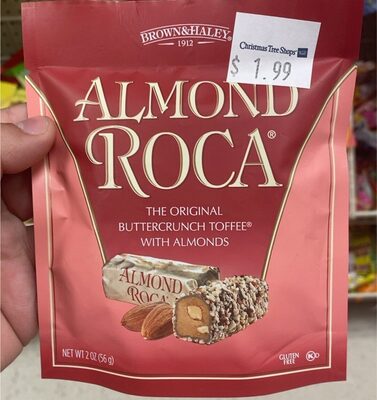 BROWN & HALEY
1912
Christmas Tree Shops
$ 1.99
ALMOND
ROCA®
THE ORIGINAL
BUTTERCRUNCH TOFFEE®
WITH ALMONDS
ALMOND
ROCA
NET WT 2 OZ (56 g)
GLUTEN
FREE
K D